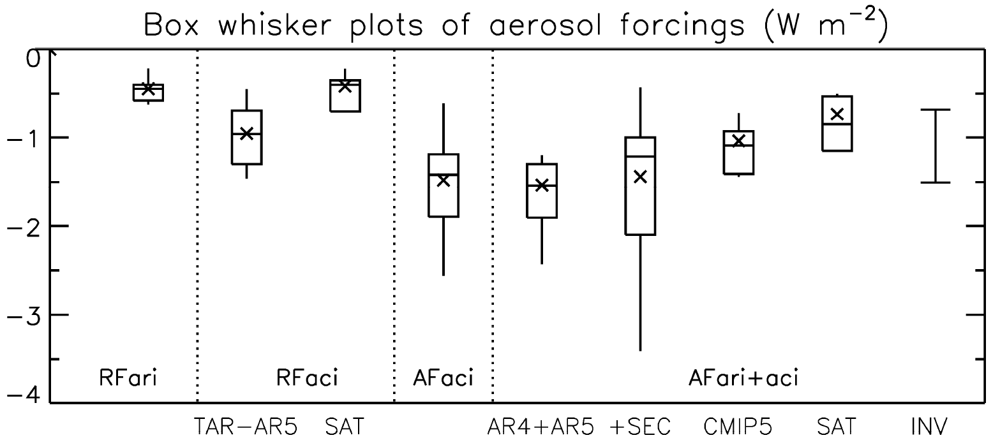 Box whisker plots of aerosol forcings (W m⁻²)
0
−1
−2
−3
−4
RFari RFaci AFaci AFari+aci
TAR−AR5 SAT AR4+AR5 +SEC CMIP5 SAT INV